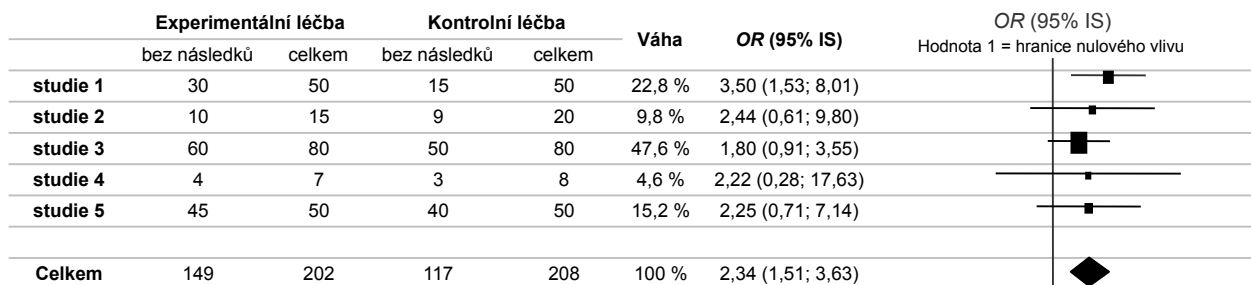 Experimentální léčba Kontrolní léčba Váha OR (95% IS) OR (95% IS)
bez následků celkem bez následků celkem Hodnota 1 = hranice nulového vlivu
studie 1 30 50 15 50 22,8 % 3,50 (1,53; 8,01)
studie 2 10 15 9 20 9,8 % 2,44 (0,61; 9,80)
studie 3 60 80 50 80 47,6 % 1,80 (0,91; 3,55)
studie 4 4 7 3 8 4,6 % 2,22 (0,28; 17,63)
studie 5 45 50 40 50 15,2 % 2,25 (0,71; 7,14)
Celkem 149 202 117 208 100 % 2,34 (1,51; 3,63)